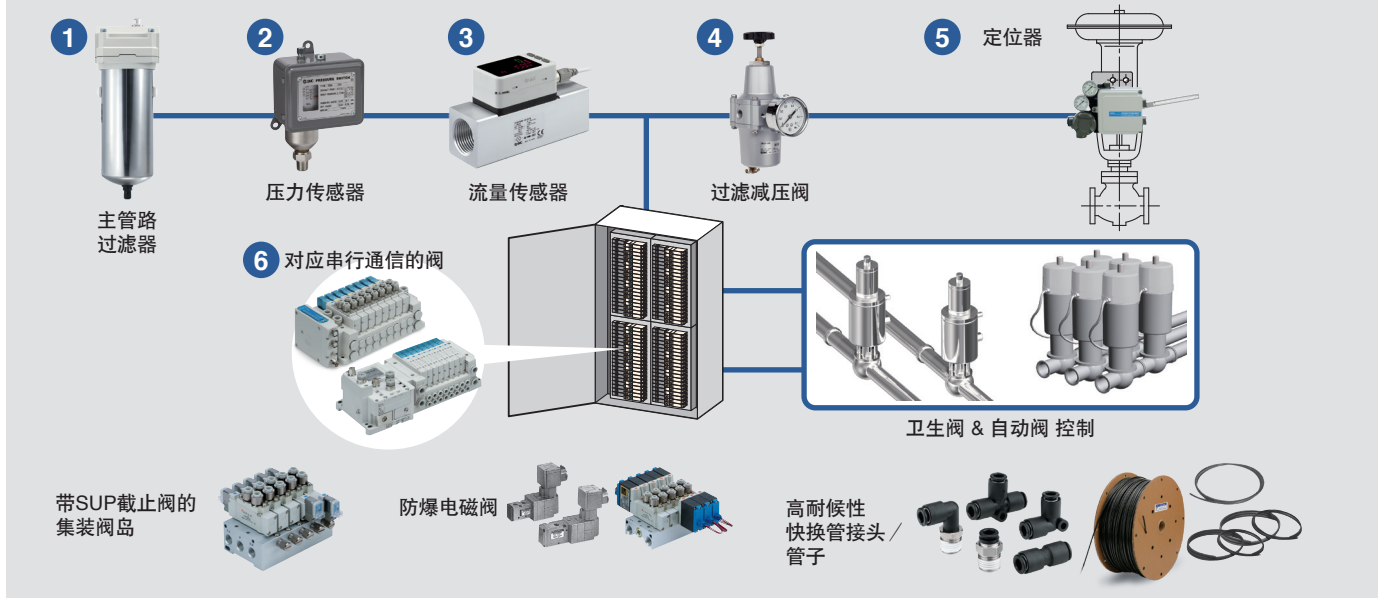 1
2
3
4
5
定位器
PRESSURE SWITCH
压力传感器
流量传感器
过滤减压阀
主管路
过滤器
6
对应串行通信的阀
卫生阀 & 自动阀 控制
带SUP截止阀的
集装阀岛
防爆电磁阀
高耐候性
快换管接头/
管子